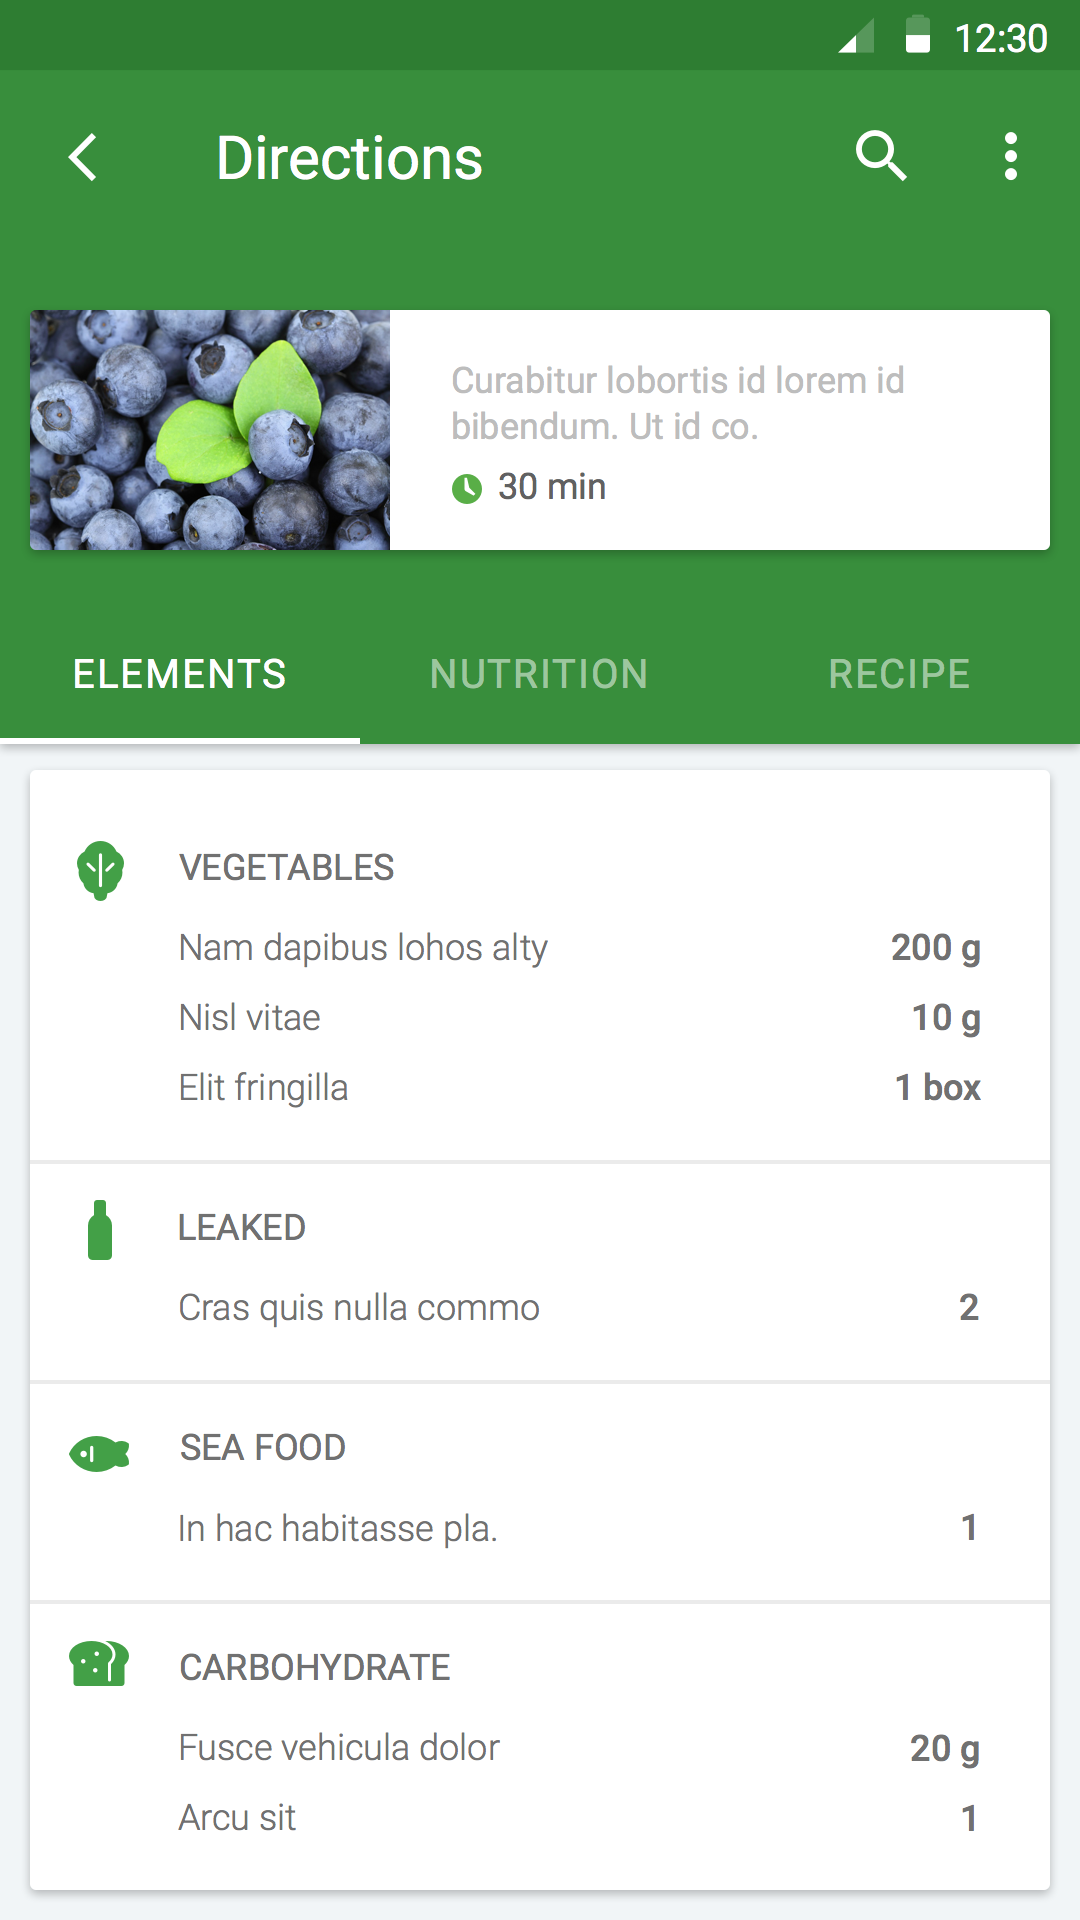 12:30
Directions
Curabitur lobortis id lorem id
bibendum. Ut id co.
30 min
ELEMENTS NUTRITION RECIPE
VEGETABLES
Nam dapibus lohos alty 200 g
Nisl vitae 10 g
Elit fringilla 1 box
LEAKED
Cras quis nulla commo 2
SEA FOOD
In hac habitasse pla. 1
CARBOHYDRATE
Fusce vehicula dolor 20 g
Arcu sit 1